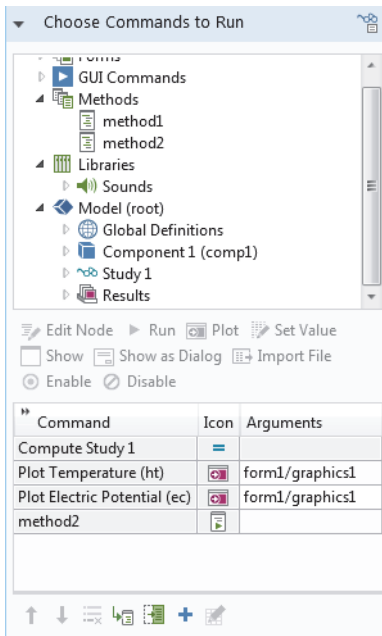 Choose Commands to Run
Forms
GUI Commands
Methods
method1
method2
Libraries
Sounds
Model (root)
Global Definitions
Component 1 (comp1)
Study 1
Results
Edit Node Run Plot Set Value
Show Show as Dialog Import File
Enable Disable
Command Icon Arguments
Compute Study 1 =
Plot Temperature (ht) form1/graphics1
Plot Electric Potential (ec) form1/graphics1
method2